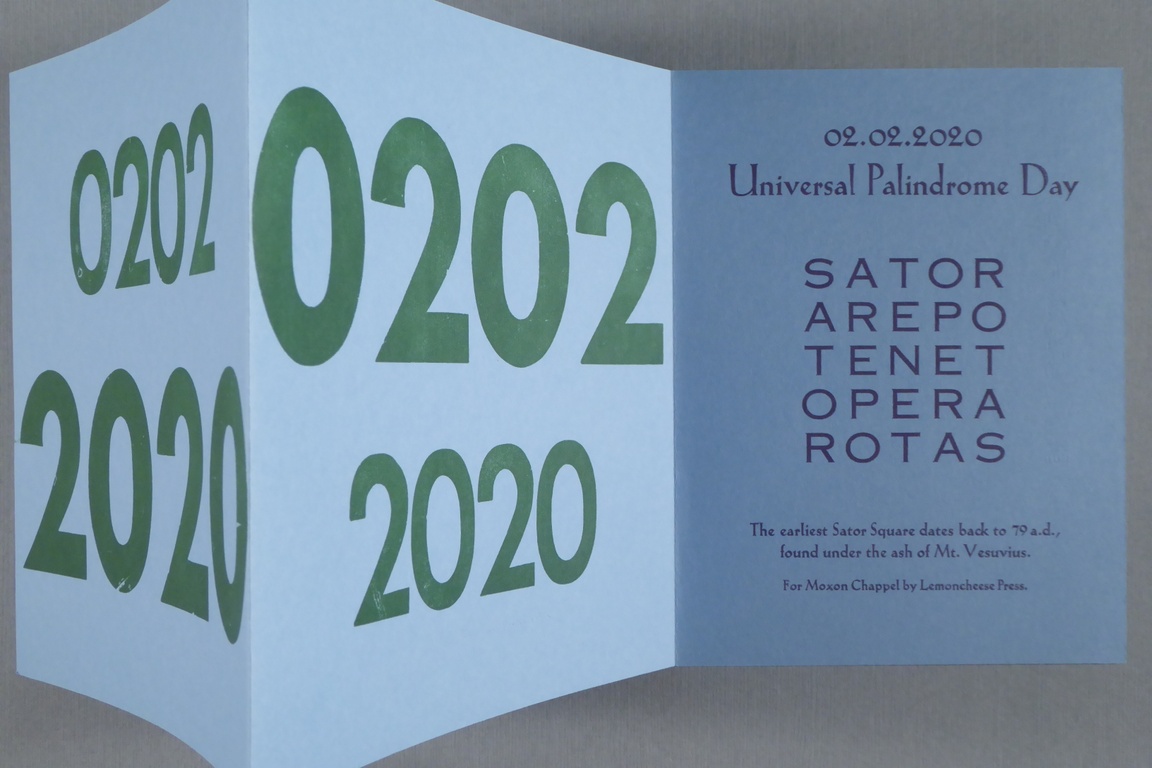 0202
2020
0202
2020
02.02.2020
Universal Palindrome Day
SATOR
AREPO
TENET
OPERA
ROTAS
The earliest Sator Square dates back to 79 a.d.,
found under the ash of Mt. Vesuvius.
For Moxon Chappel by Lemoncheese Press.